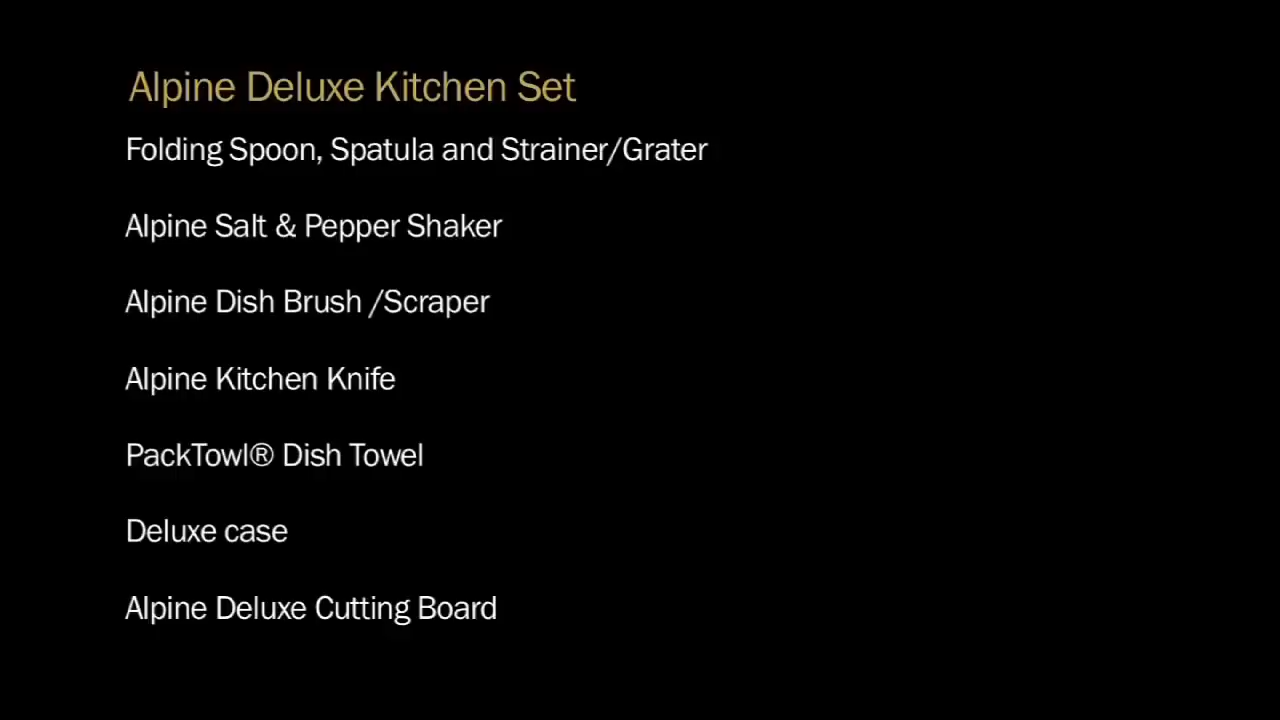 Alpine Deluxe Kitchen Set
Folding Spoon, Spatula and Strainer/Grater
Alpine Salt & Pepper Shaker
Alpine Dish Brush /Scraper
Alpine Kitchen Knife
PackTowl® Dish Towel
Deluxe case
Alpine Deluxe Cutting Board